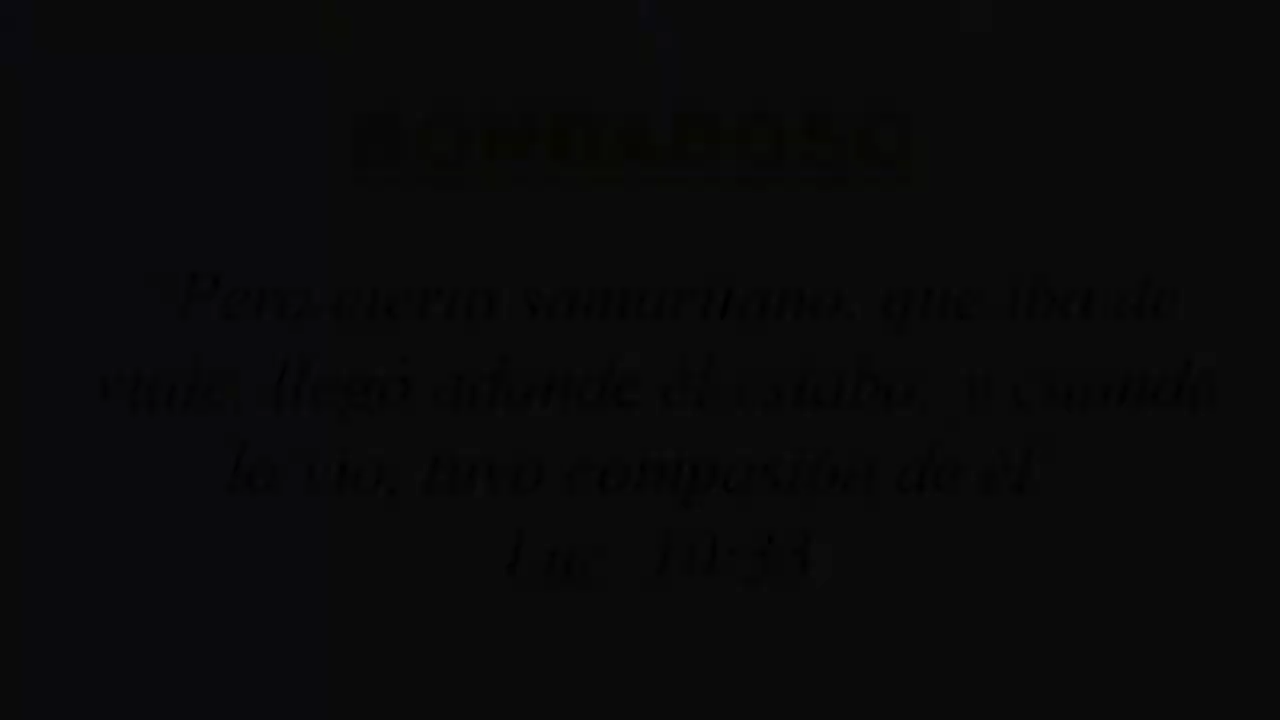 BONDADOSO
"Pero cierto samaritano, que iba de
viaje, llegó adonde él estaba, y cuando
lo vio, tuvo compasión de él
Luc. 10:33